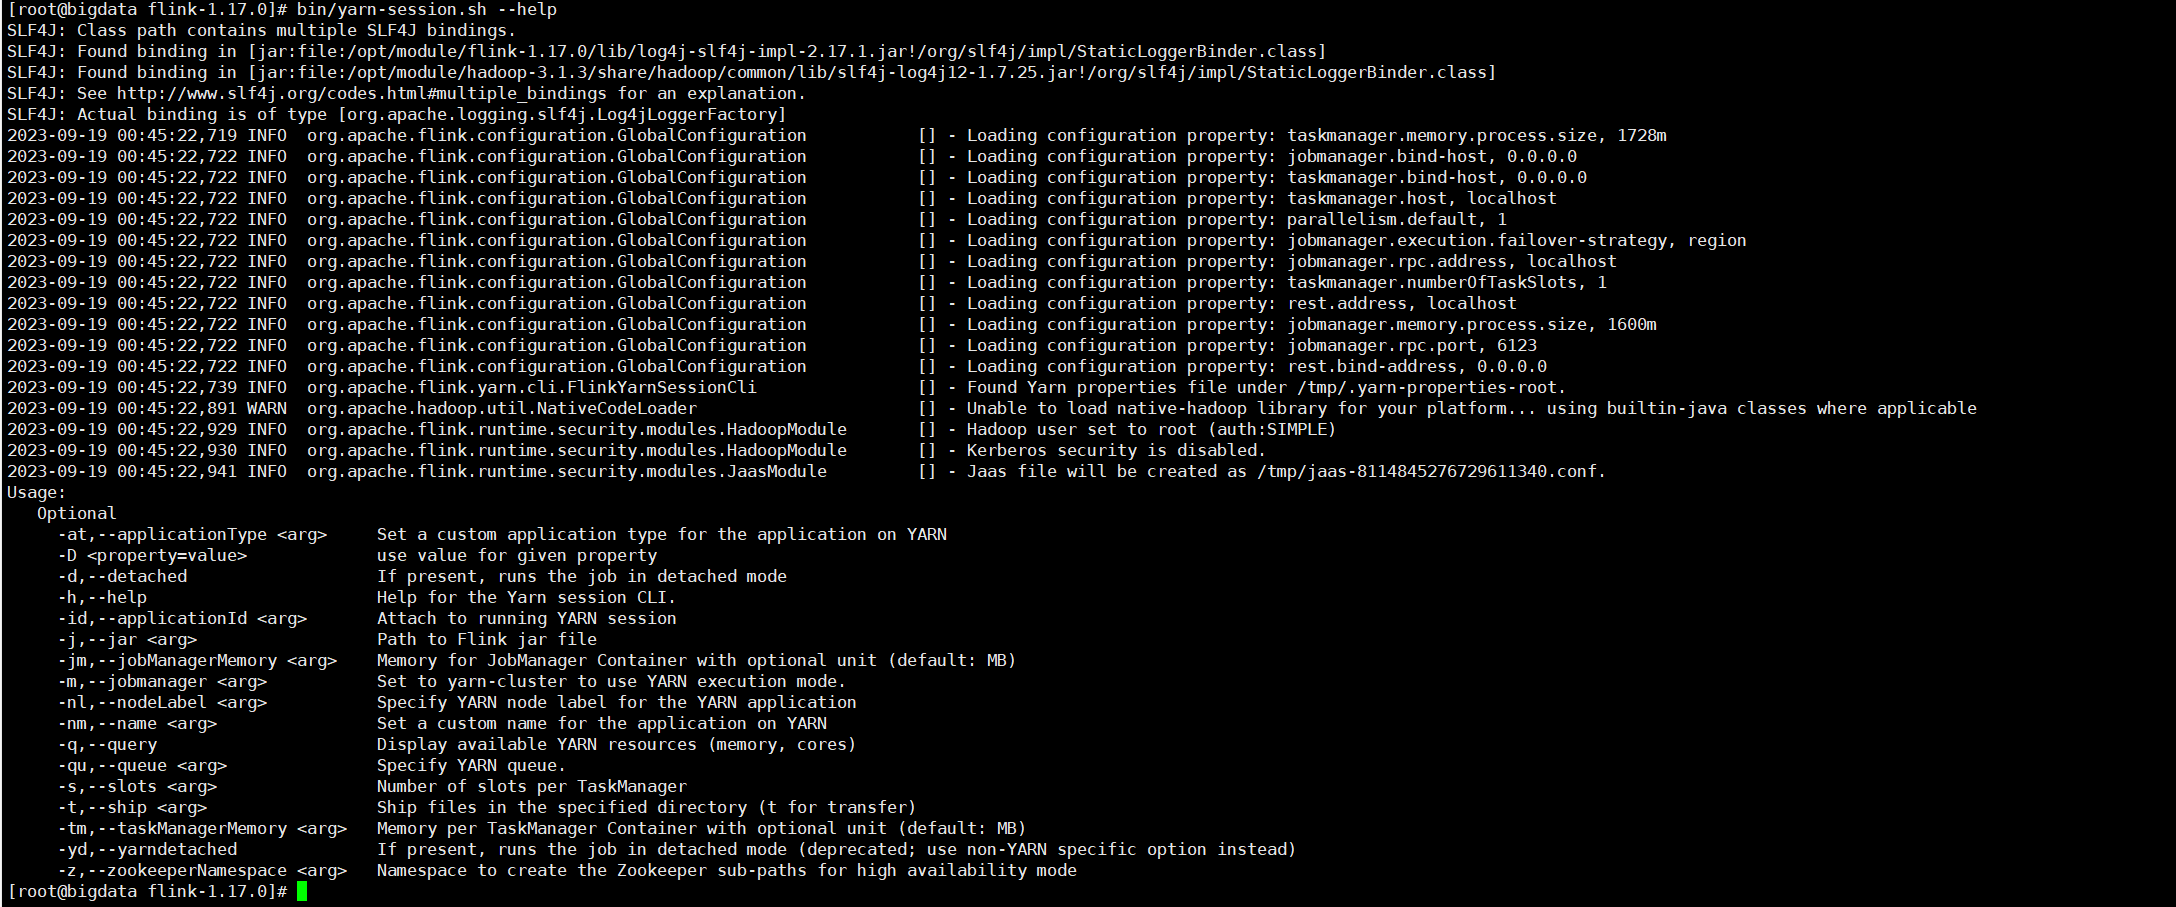 [root@bigdata flink-1.17.0]# bin/yarn-session.sh --help
SLF4J: Class path contains multiple SLF4J bindings.
SLF4J: Found binding in [jar:file:/opt/module/flink-1.17.0/lib/log4j-slf4j-impl-2.17.1.jar!/org/slf4j/impl/StaticLoggerBinder.class]
SLF4J: Found binding in [jar:file:/opt/module/hadoop-3.1.3/share/hadoop/common/lib/slf4j-log4j12-1.7.25.jar!/org/slf4j/impl/StaticLoggerBinder.class]
SLF4J: See http://www.slf4j.org/codes.html#multiple_bindings for an explanation.
SLF4J: Actual binding is of type [org.apache.logging.slf4j.Log4jLoggerFactory]
2023-09-19 00:45:22,719 INFO  org.apache.flink.configuration.GlobalConfiguration           [] - Loading configuration property: taskmanager.memory.process.size, 1728m
2023-09-19 00:45:22,722 INFO  org.apache.flink.configuration.GlobalConfiguration           [] - Loading configuration property: jobmanager.bind-host, 0.0.0.0
2023-09-19 00:45:22,722 INFO  org.apache.flink.configuration.GlobalConfiguration           [] - Loading configuration property: taskmanager.bind-host, 0.0.0.0
2023-09-19 00:45:22,722 INFO  org.apache.flink.configuration.GlobalConfiguration           [] - Loading configuration property: taskmanager.host, localhost
2023-09-19 00:45:22,722 INFO  org.apache.flink.configuration.GlobalConfiguration           [] - Loading configuration property: parallelism.default, 1
2023-09-19 00:45:22,722 INFO  org.apache.flink.configuration.GlobalConfiguration           [] - Loading configuration property: jobmanager.execution.failover-strategy, region
2023-09-19 00:45:22,722 INFO  org.apache.flink.configuration.GlobalConfiguration           [] - Loading configuration property: jobmanager.rpc.address, localhost
2023-09-19 00:45:22,722 INFO  org.apache.flink.configuration.GlobalConfiguration           [] - Loading configuration property: taskmanager.numberOfTaskSlots, 1
2023-09-19 00:45:22,722 INFO  org.apache.flink.configuration.GlobalConfiguration           [] - Loading configuration property: rest.address, localhost
2023-09-19 00:45:22,722 INFO  org.apache.flink.configuration.GlobalConfiguration           [] - Loading configuration property: jobmanager.memory.process.size, 1600m
2023-09-19 00:45:22,722 INFO  org.apache.flink.configuration.GlobalConfiguration           [] - Loading configuration property: jobmanager.rpc.port, 6123
2023-09-19 00:45:22,722 INFO  org.apache.flink.configuration.GlobalConfiguration           [] - Loading configuration property: rest.bind-address, 0.0.0.0
2023-09-19 00:45:22,739 INFO  org.apache.flink.yarn.cli.FlinkYarnSessionCli                [] - Found Yarn properties file under /tmp/.yarn-properties-root.
2023-09-19 00:45:22,891 WARN  org.apache.hadoop.util.NativeCodeLoader                      [] - Unable to load native-hadoop library for your platform... using builtin-java classes where applicable
2023-09-19 00:45:22,929 INFO  org.apache.flink.runtime.security.modules.HadoopModule       [] - Hadoop user set to root (auth:SIMPLE)
2023-09-19 00:45:22,930 INFO  org.apache.flink.runtime.security.modules.HadoopModule       [] - Kerberos security is disabled.
2023-09-19 00:45:22,941 INFO  org.apache.flink.runtime.security.modules.JaasModule         [] - Jaas file will be created as /tmp/jaas-8114845276729611340.conf.
Usage:
   Optional
     -at,--applicationType <arg>     Set a custom application type for the application on YARN
     -D <property=value>             use value for given property
     -d,--detached                   If present, runs the job in detached mode
     -h,--help                       Help for the Yarn session CLI.
     -id,--applicationId <arg>       Attach to running YARN session
     -j,--jar <arg>                  Path to Flink jar file
     -jm,--jobManagerMemory <arg>    Memory for JobManager Container with optional unit (default: MB)
     -m,--jobmanager <arg>           Set to yarn-cluster to use YARN execution mode.
     -nl,--nodeLabel <arg>           Specify YARN node label for the YARN application
     -nm,--name <arg>                Set a custom name for the application on YARN
     -q,--query                      Display available YARN resources (memory, cores)
     -qu,--queue <arg>               Specify YARN queue.
     -s,--slots <arg>                Number of slots per TaskManager
     -t,--ship <arg>                 Ship files in the specified directory (t for transfer)
     -tm,--taskManagerMemory <arg>   Memory per TaskManager Container with optional unit (default: MB)
     -yd,--yarndetached              If present, runs the job in detached mode (deprecated; use non-YARN specific option instead)
     -z,--zookeeperNamespace <arg>   Namespace to create the Zookeeper sub-paths for high availability mode
[root@bigdata flink-1.17.0]#